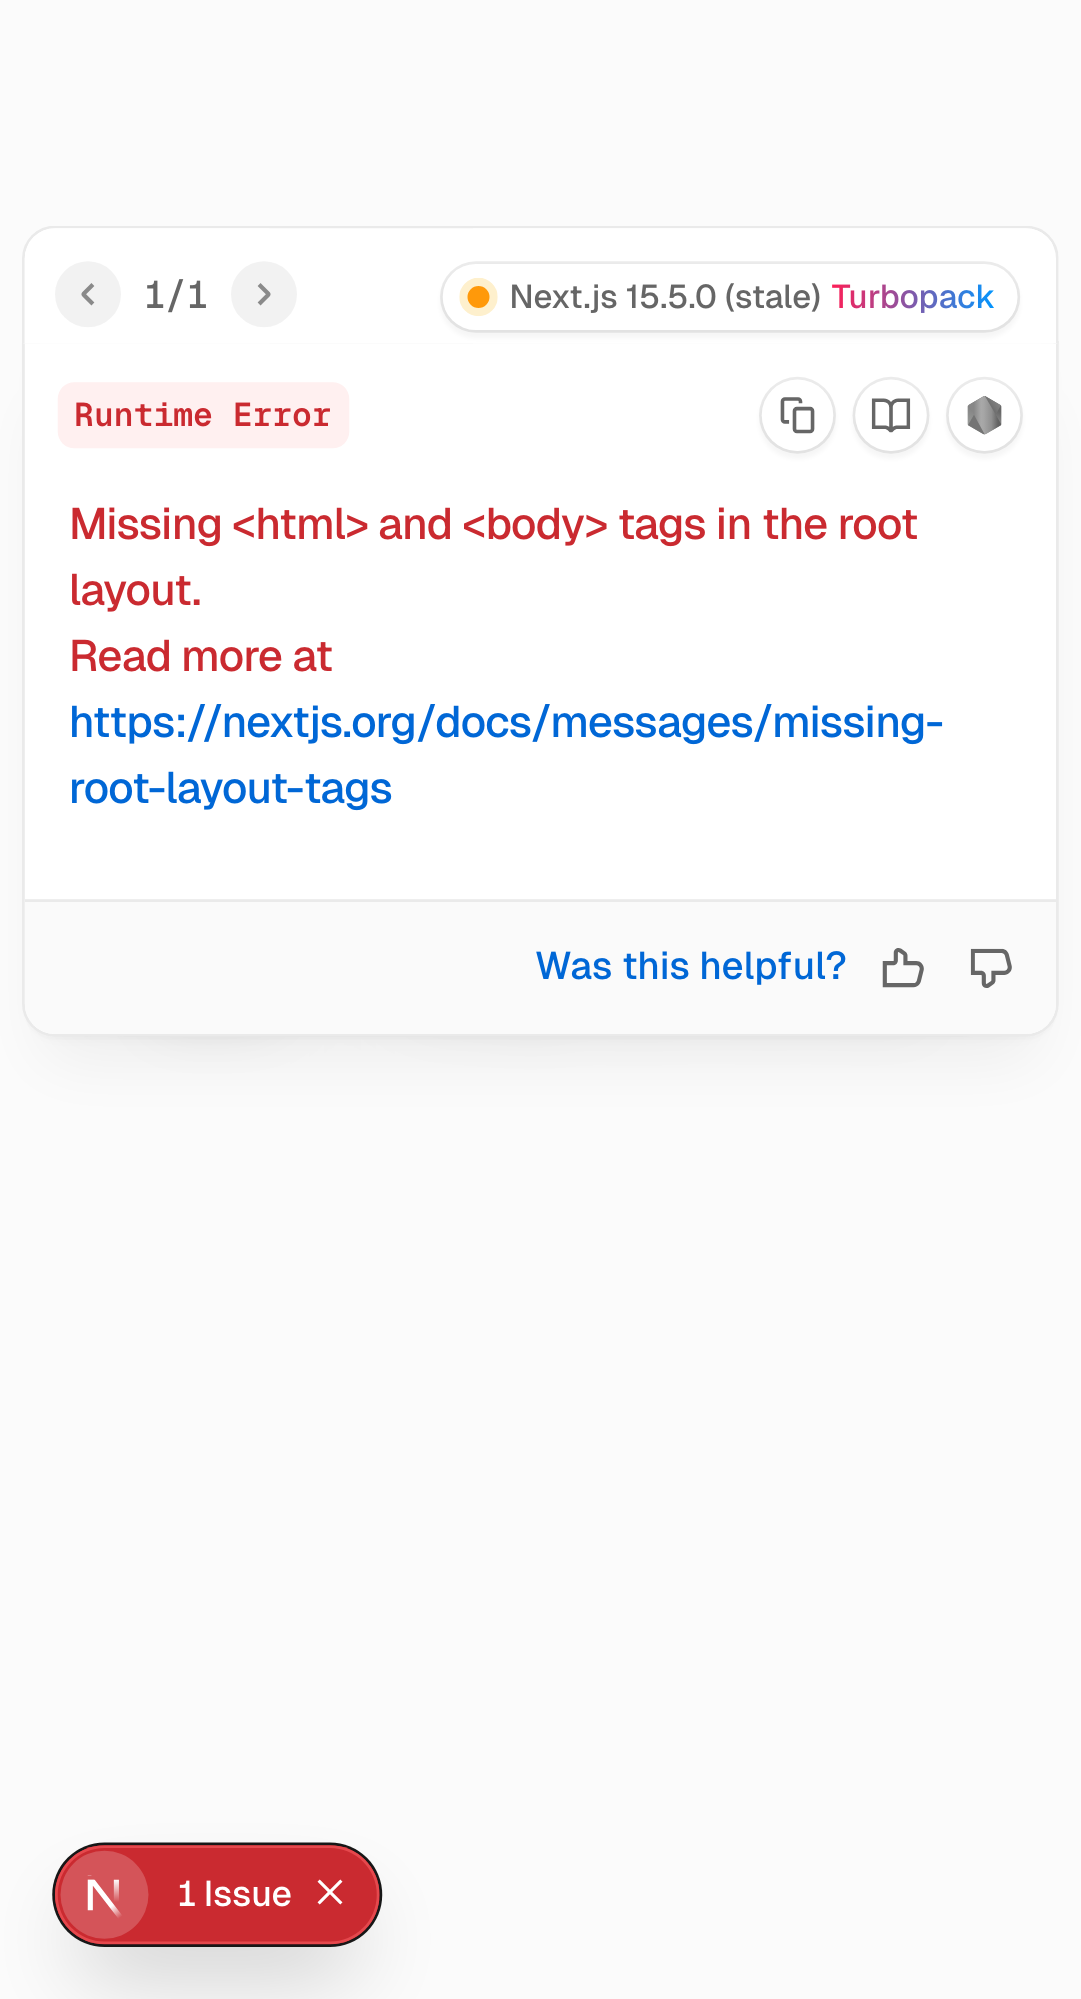 1/1
Next.js 15.5.0 (stale) Turbopack
Runtime Error
Missing <html> and <body> tags in the root
layout.
Read more at
https://nextjs.org/docs/messages/missing-
root-layout-tags
Was this helpful?
N 1 Issue